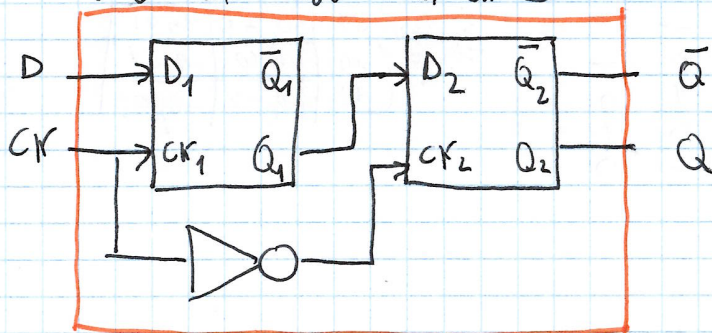 D D₁ Q̄₁ D₂ Q̄₂ Q̄
CK CK₁ Q₁ CK₂ Q₂ Q